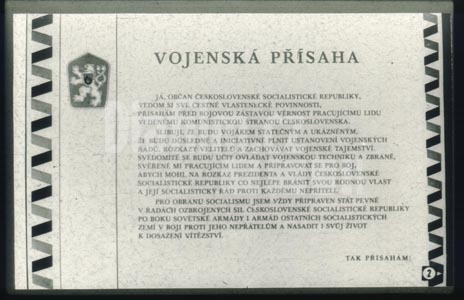 VOJENSKÁ PŘÍSAHA
JÁ, OBČAN ČESKOSLOVENSKÉ SOCIALISTICKÉ REPUBLIKY,
VĚDOM SI SVÉ ČESTNÉ VLASTENECKÉ POVINNOSTI,
PŘÍSAHÁM PŘED BOJOVOU ZÁSTAVOU VĚRNOST PRACUJÍCÍMU LIDU
VEDENÉMU KOMUNISTICKOU STRANOU ČESKOSLOVENSKA.
SLIBUJI, ŽE BUDU VOJÁKEM STATEČNÝM A UKÁZNĚNÝM,
ŽE BUDU DŮSLEDNĚ A INICIATIVNĚ PLNIT USTANOVENÍ VOJENSKÝCH
ŘÁDŮ, ROZKAZY VELITELŮ A ZACHOVÁVAT VOJENSKÉ TAJEMSTVÍ.
SVĚDOMITĚ SE BUDU UČIT OVLÁDAT VOJENSKOU TECHNIKU A ZBRANĚ,
SVĚŘENÉ MI PRACUJÍCÍM LIDEM A PŘIPRAVOVAT SE PRO BOJ,
ABYCH MOHL NA ROZKAZ PREZIDENTA A VLÁDY ČESKOSLOVENSKÉ
SOCIALISTICKÉ REPUBLIKY CO NEJLÉPE BRÁNIT SVOU RODNOU VLAST
A JEJÍ SOCIALISTICKÝ ŘÁD PROTI KAŽDÉMU NEPŘÍTELI.
PRO OBRANU SOCIALISMU JSEM VŽDY PŘIPRAVEN STÁT PEVNĚ
V ŘADÁCH OZBROJENÝCH SIL ČESKOSLOVENSKÉ SOCIALISTICKÉ REPUBLIKY
PO BOKU SOVĚTSKÉ ARMÁDY I ARMÁD OSTATNÍCH SOCIALISTICKÝCH
ZEMÍ V BOJI PROTI JEJICH NEPŘÁTELŮM A NASADIT I SVŮJ ŽIVOT
K DOSAŽENÍ VÍTĚZSTVÍ.
TAK PŘÍSAHÁM.
2